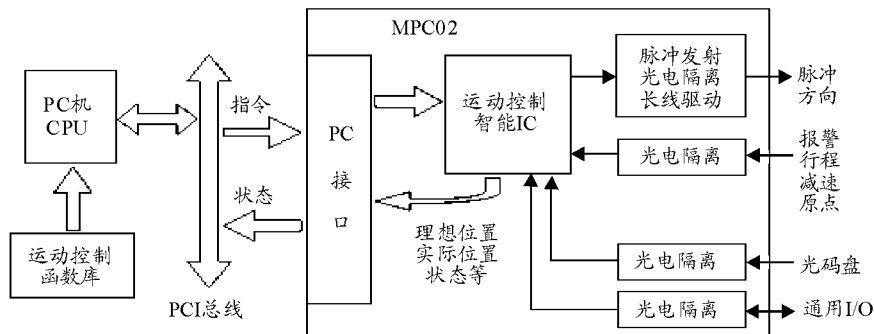 MPC02
PC机
CPU
运动控制
函数库
指令
状态
PCI总线
PC
接
口
运动控制
智能IC
理想位置
实际位置
状态等
脉冲发射
光电隔离
长线驱动
脉冲
方向
光电隔离
报警
行程
减速
原点
光电隔离
光码盘
光电隔离
通用I/O